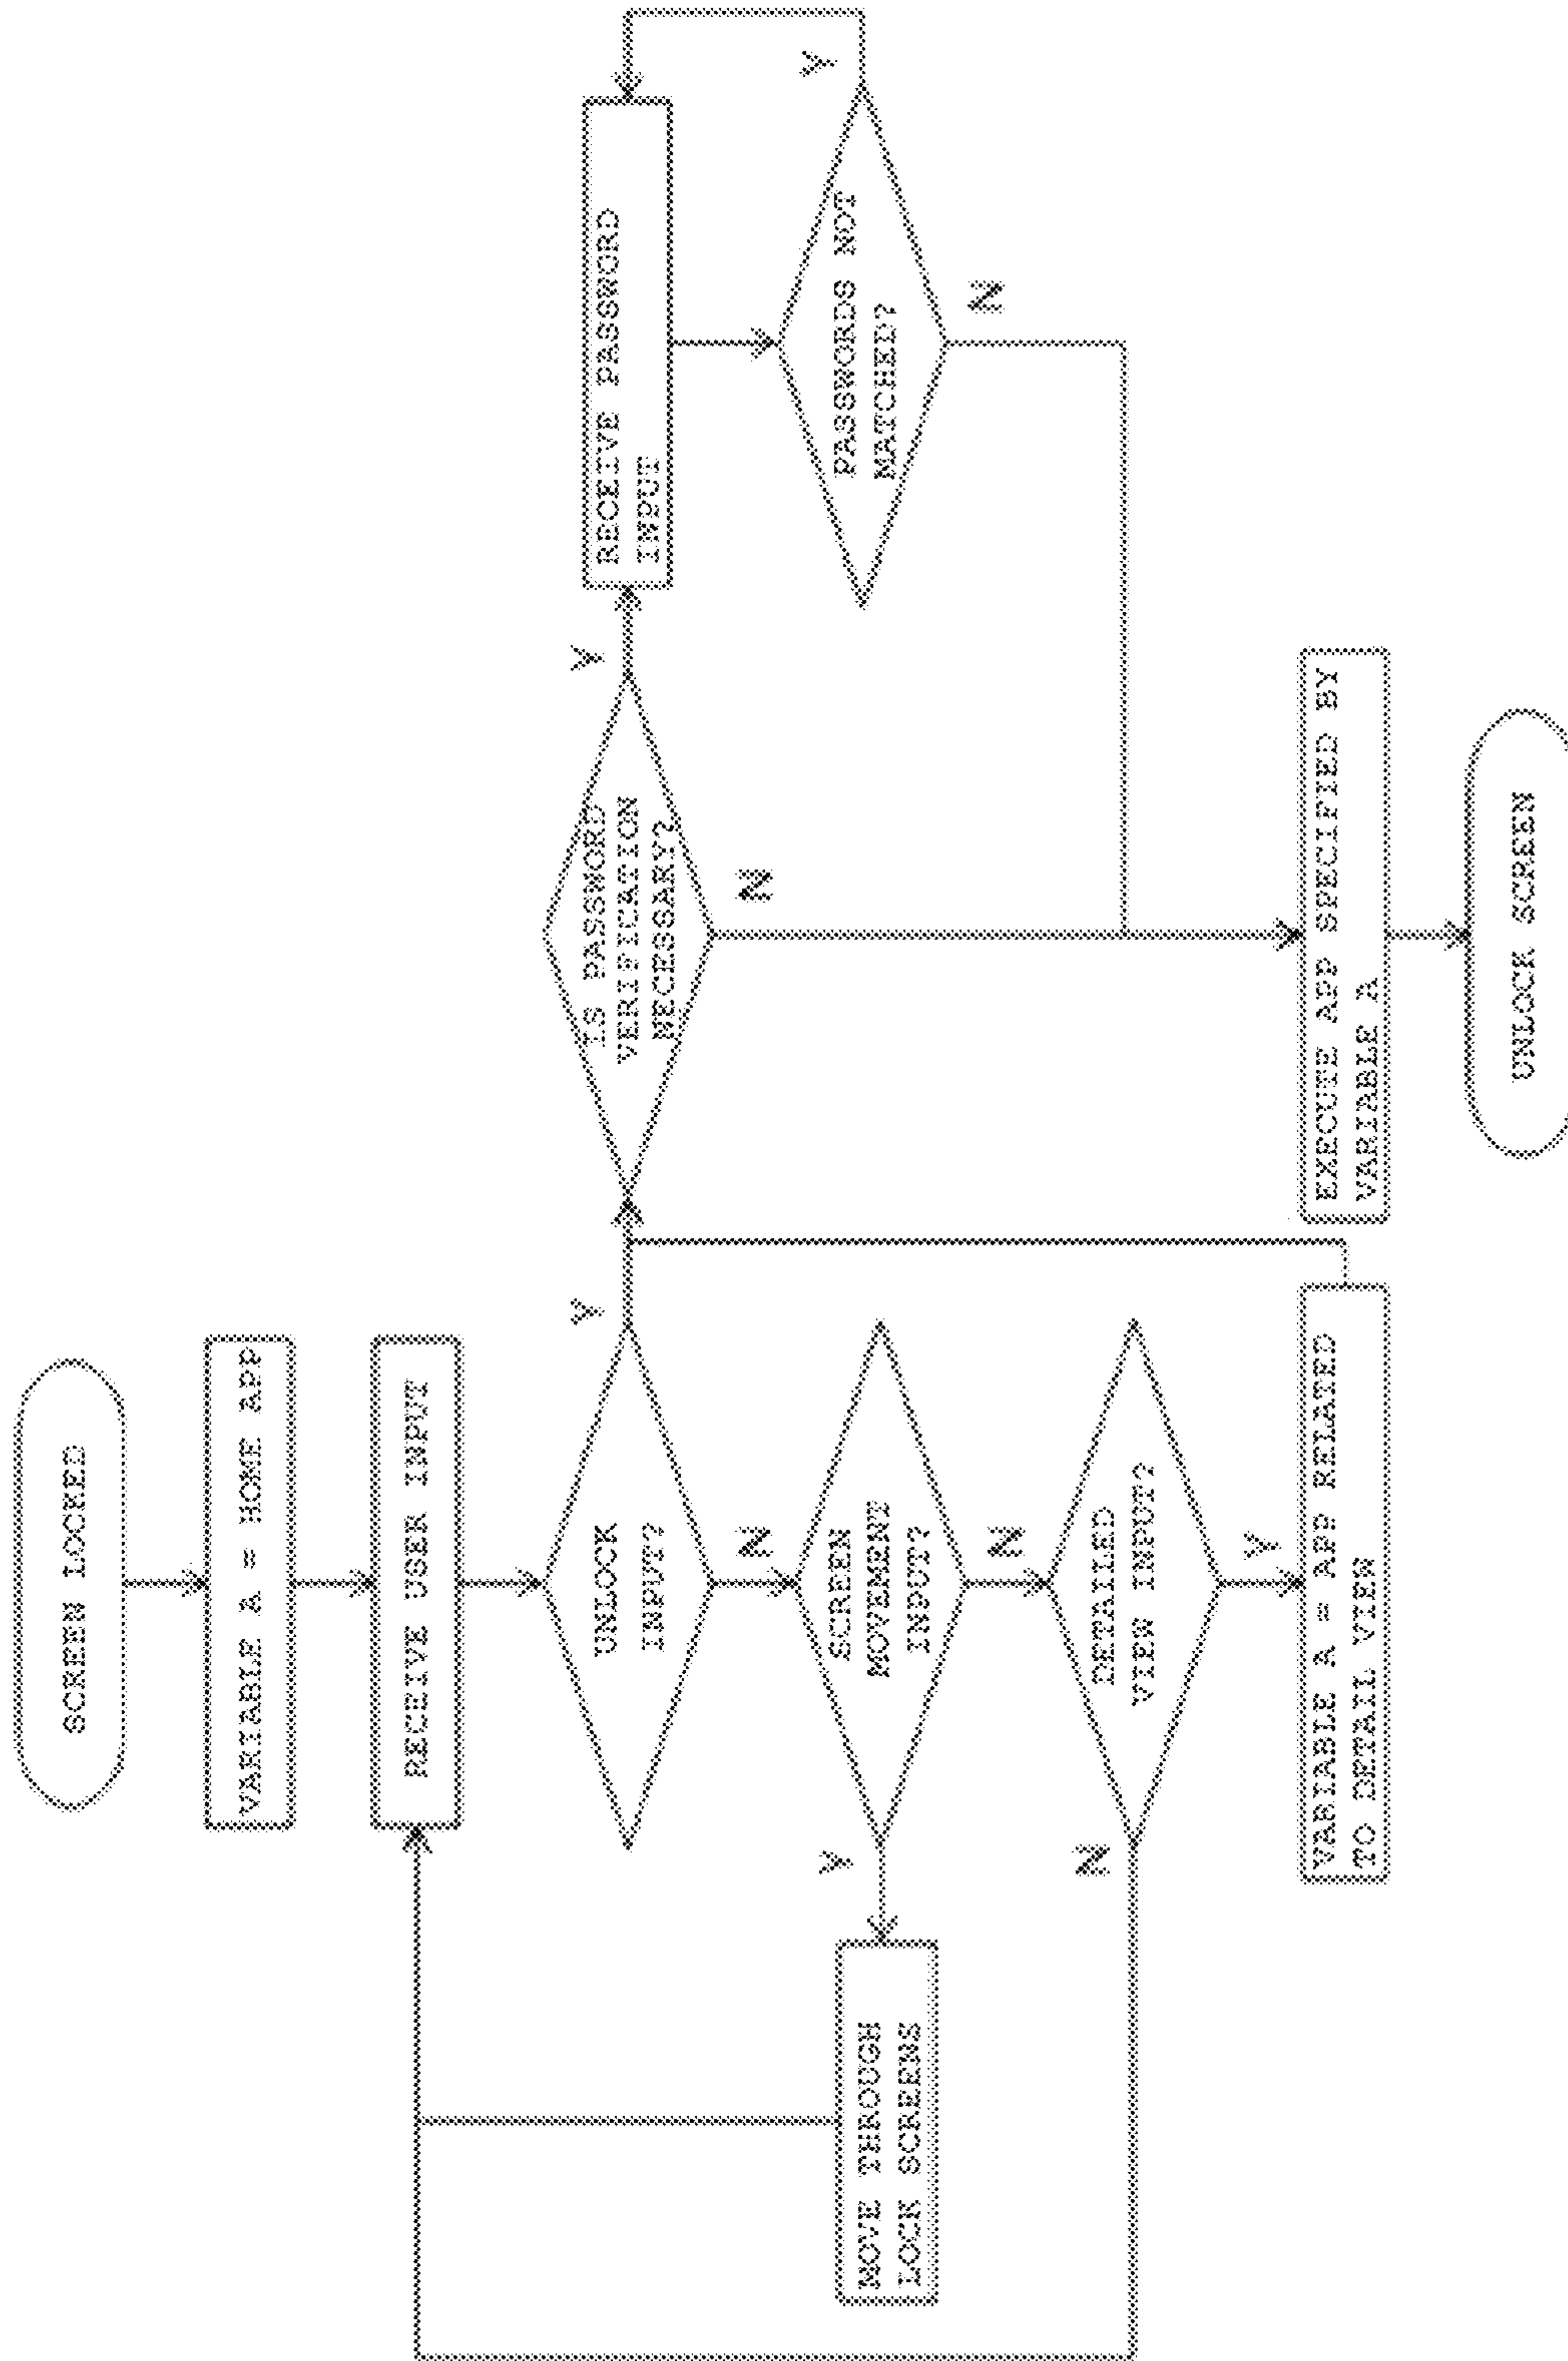 SCREEN LOCKED
VARIABLE A = HOME APP
RECEIVE USER INPUT
UNLOCK
INPUT?
Y
N
SCREEN
MOVEMENT
INPUT?
Y
N
MOVE THROUGH
LOCK SCREENS
DETAILED
VIEW INPUT?
N
Y
VARIABLE A = APP RELATED
TO DETAIL VIEW
IS PASSWORD
VERIFICATION
NECESSARY?
Y
N
RECEIVE PASSWORD
INPUT
PASSWORDS NOT
MATCHED?
Y
N
EXECUTE APP SPECIFIED BY
VARIABLE A
UNLOCK SCREEN